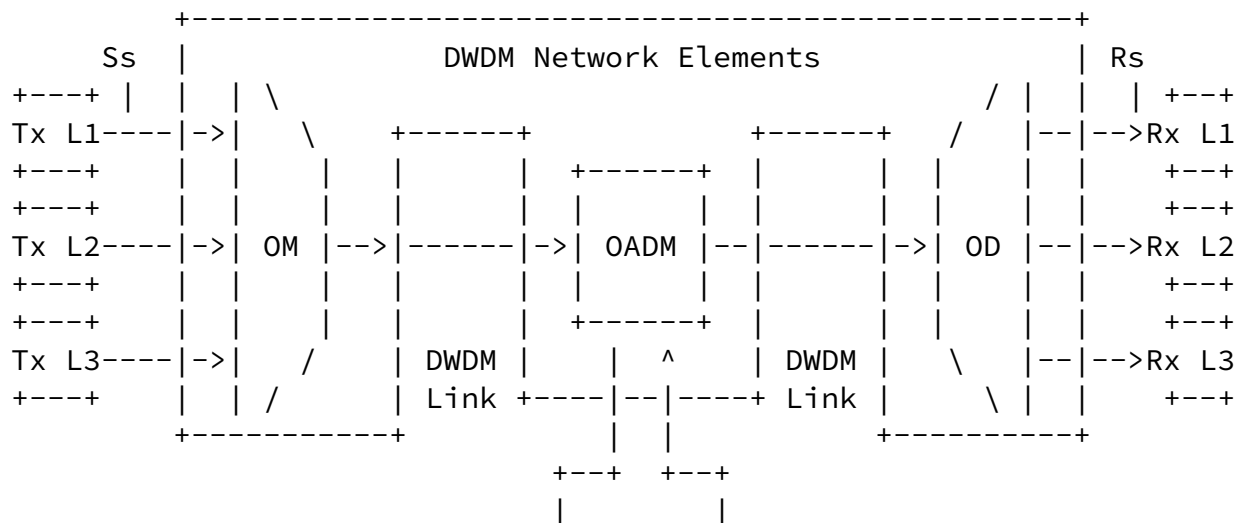 Ss DWDM Network Elements Rs
Tx L1 Rx L1
Tx L2 OM OADM OD Rx L2
Tx L3 DWDM DWDM Rx L3
Link Link